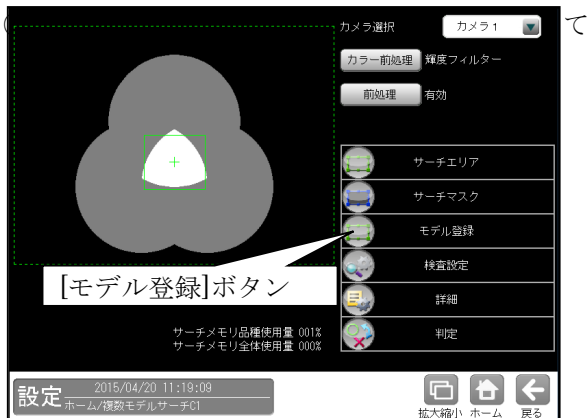 カメラ選択
カメラ1
て
カラー前処理
輝度フィルター
前処理
有効
サーチエリア
サーチマスク
モデル登録
検査設定
詳細
判定
[モデル登録]ボタン
サーチメモリ品種使用量 001%
サーチメモリ全体使用量 000%
設定
2015/04/20 11:19:09
ホーム/複数モデルサーチC1
拡大縮小
ホーム
戻る